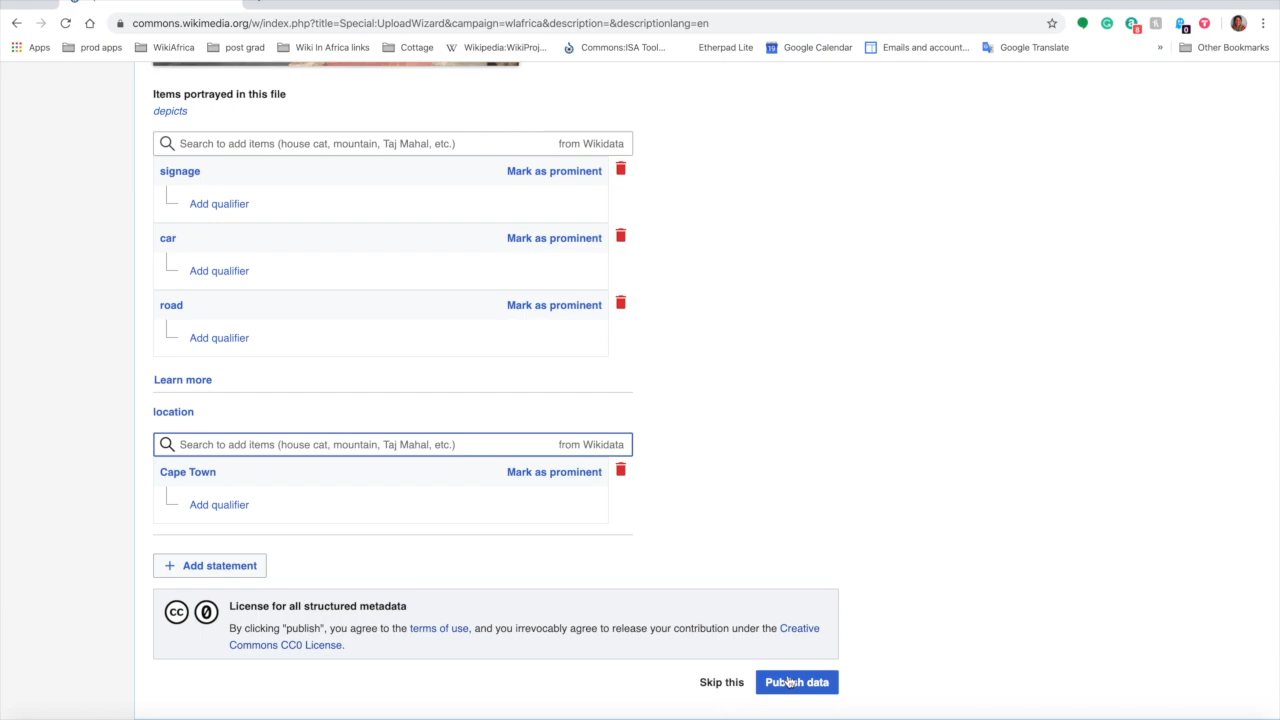 commons.wikimedia.org/w/index.php?title=Special:UploadWizard&campaign=wlafrica&description=&descriptionlang=en
Apps prod apps WikiAfrica post grad Wiki In Africa links Cottage Wikipedia:WikiProj... Commons:ISA Tool... Etherpad Lite Google Calendar Emails and account... Google Translate » Other Bookmarks
Items portrayed in this file
depicts
Search to add items (house cat, mountain, Taj Mahal, etc.) from Wikidata
signage Mark as prominent
Add qualifier
car Mark as prominent
Add qualifier
road Mark as prominent
Add qualifier
Learn more
location
Search to add items (house cat, mountain, Taj Mahal, etc.) from Wikidata
Cape Town Mark as prominent
Add qualifier
+ Add statement
License for all structured metadata
By clicking "publish", you agree to the terms of use, and you irrevocably agree to release your contribution under the Creative
Commons CC0 License.
Skip this Publish data